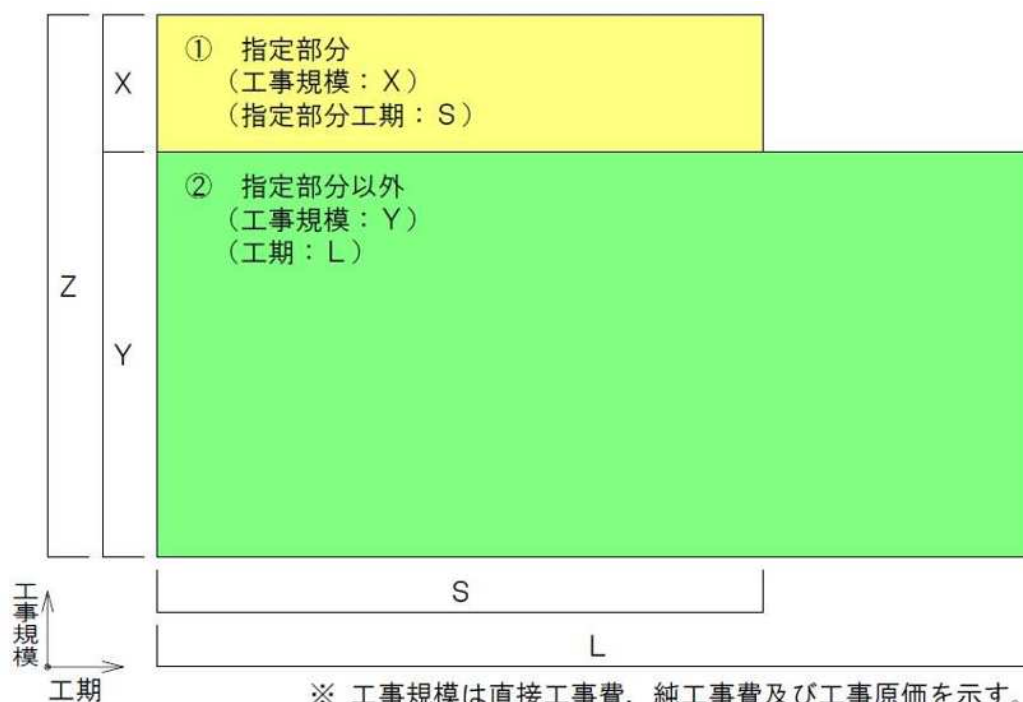 ① 指定部分
(工事規模:X)
(指定部分工期:S)
② 指定部分以外
(工事規模:Y)
(工期:L)
X
Z
Y
S
L
工事規模
工期
※ 工事規模は直接工事費、純工事費及び工事原価を示す。